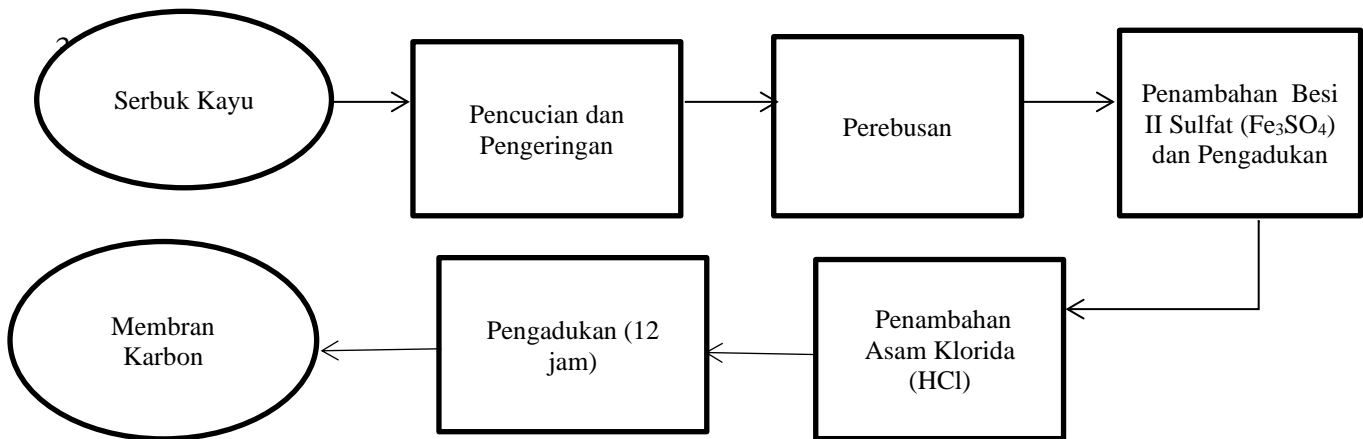 Serbuk Kayu
Pencucian dan
Pengeringan
Perebusan
Penambahan Besi
II Sulfat (Fe₃SO₄)
dan Pengadukan
Penambahan
Asam Klorida
(HCl)
Pengadukan (12
jam)
Membran
Karbon